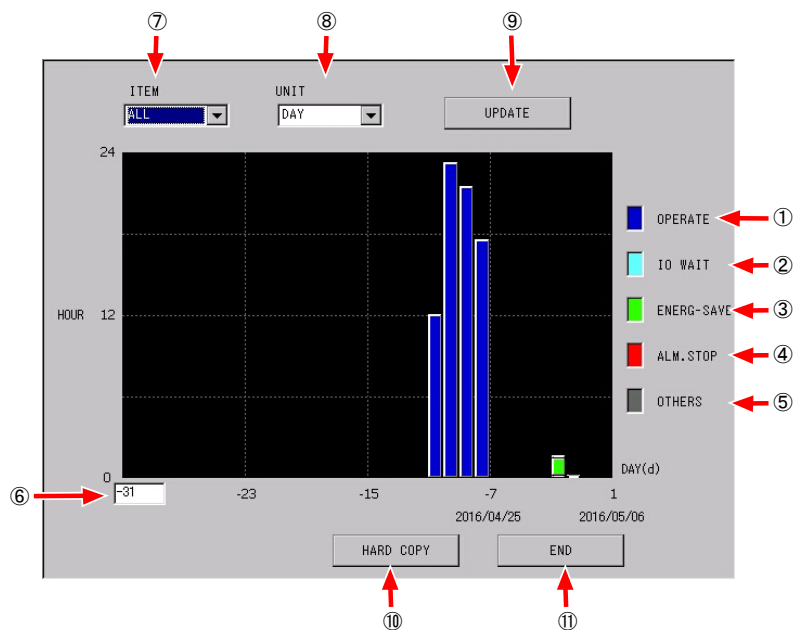 ⑦ ⑧ ⑨
ITEM UNIT
ALL DAY UPDATE
24
OPERATE ①
IO WAIT ②
HOUR 12 ENERG-SAVE ③
ALM.STOP ④
OTHERS ⑤
0 DAY(d)
⑥ -31 -23 -15 -7 1
2016/04/25 2016/05/06
HARD COPY END
⑩ ⑪